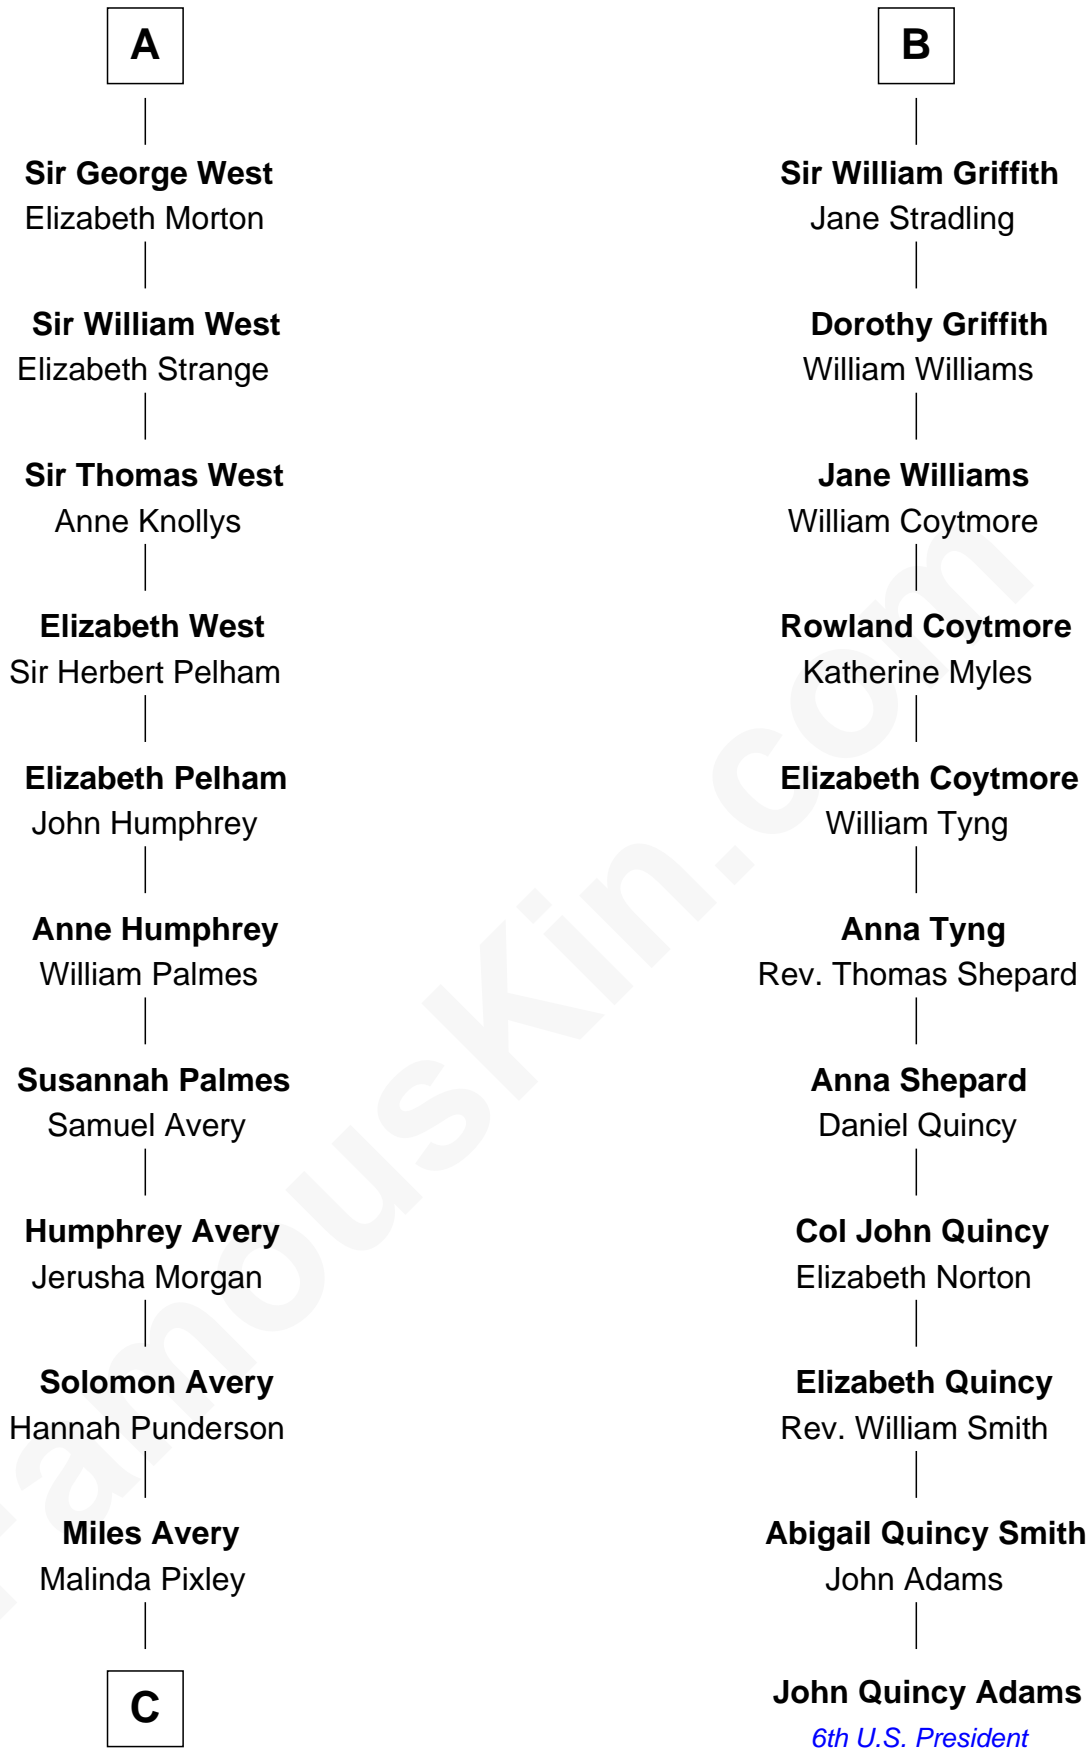 A
Sir George West
Elizabeth Morton
Sir William West
Elizabeth Strange
Sir Thomas West
Anne Knollys
Elizabeth West
Sir Herbert Pelham
Elizabeth Pelham
John Humphrey
Anne Humphrey
William Palmes
Susannah Palmes
Samuel Avery
Humphrey Avery
Jerusha Morgan
Solomon Avery
Hannah Punderson
Miles Avery
Malinda Pixley
C
B
Sir William Griffith
Jane Stradling
Dorothy Griffith
William Williams
Jane Williams
William Coytmore
Rowland Coytmore
Katherine Myles
Elizabeth Coytmore
William Tyng
Anna Tyng
Rev. Thomas Shepard
Anna Shepard
Daniel Quincy
Col John Quincy
Elizabeth Norton
Elizabeth Quincy
Rev. William Smith
Abigail Quincy Smith
John Adams
John Quincy Adams
6th U.S. President
FamousKin.com